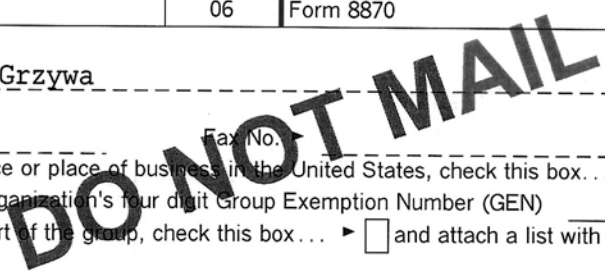 06 Form 8870
Grzywa
Fax No. ►
ce or place of business in the United States, check this box...
ganization's four digit Group Exemption Number (GEN)
rt of the group, check this box... ► and attach a list with
DO NOT MAIL